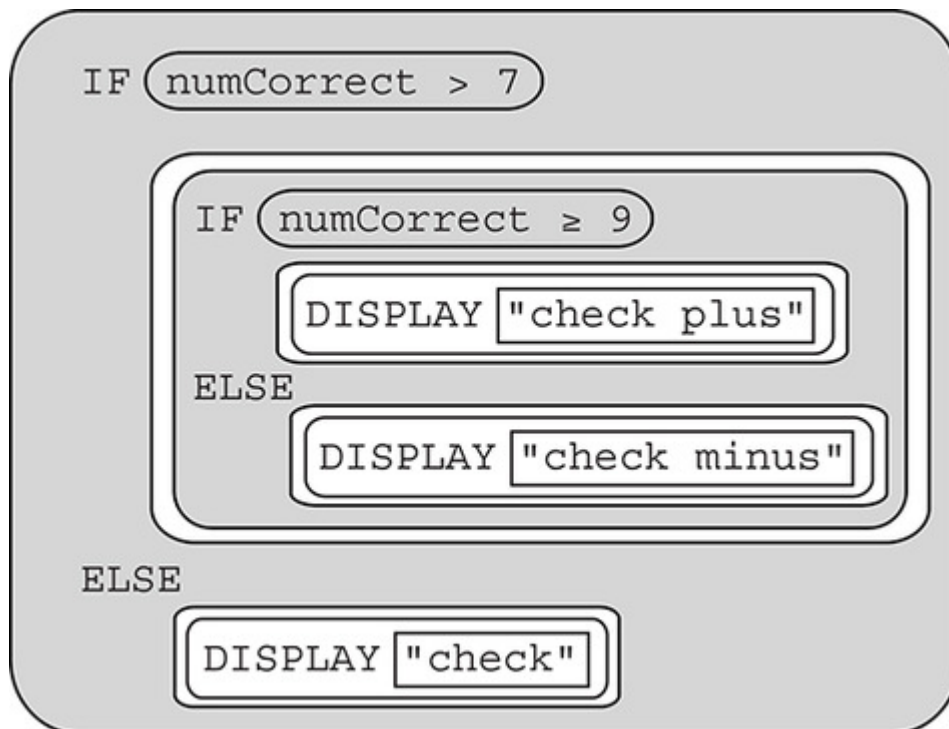 IF numCorrect > 7
IF numCorrect ≥ 9
DISPLAY "check plus"
ELSE
DISPLAY "check minus"
ELSE
DISPLAY "check"